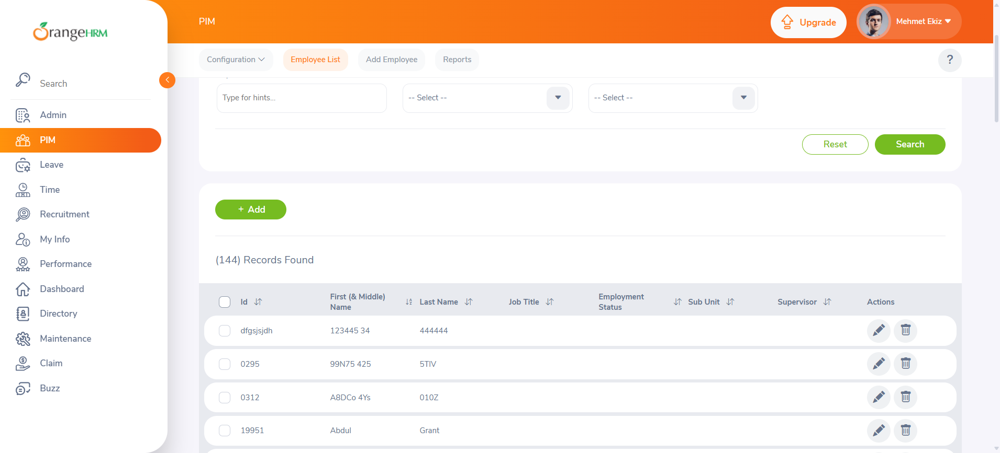 OrangeHRM
PIM
Upgrade
Mehmet Ekiz
Search
Admin
PIM
Leave
Time
Recruitment
My Info
Performance
Dashboard
Directory
Maintenance
Claim
Buzz
Configuration
Employee List
Add Employee
Reports
?
Type for hints...
-- Select --
-- Select --
Reset
Search
+ Add
(144) Records Found
Id
First (& Middle)
Name
Last Name
Job Title
Employment
Status
Sub Unit
Supervisor
Actions
dfgsjsjdh 123445 34 444444
0295 99N75 425 5TIV
0312 A8DCo 4Ys 010Z
19951 Abdul Grant